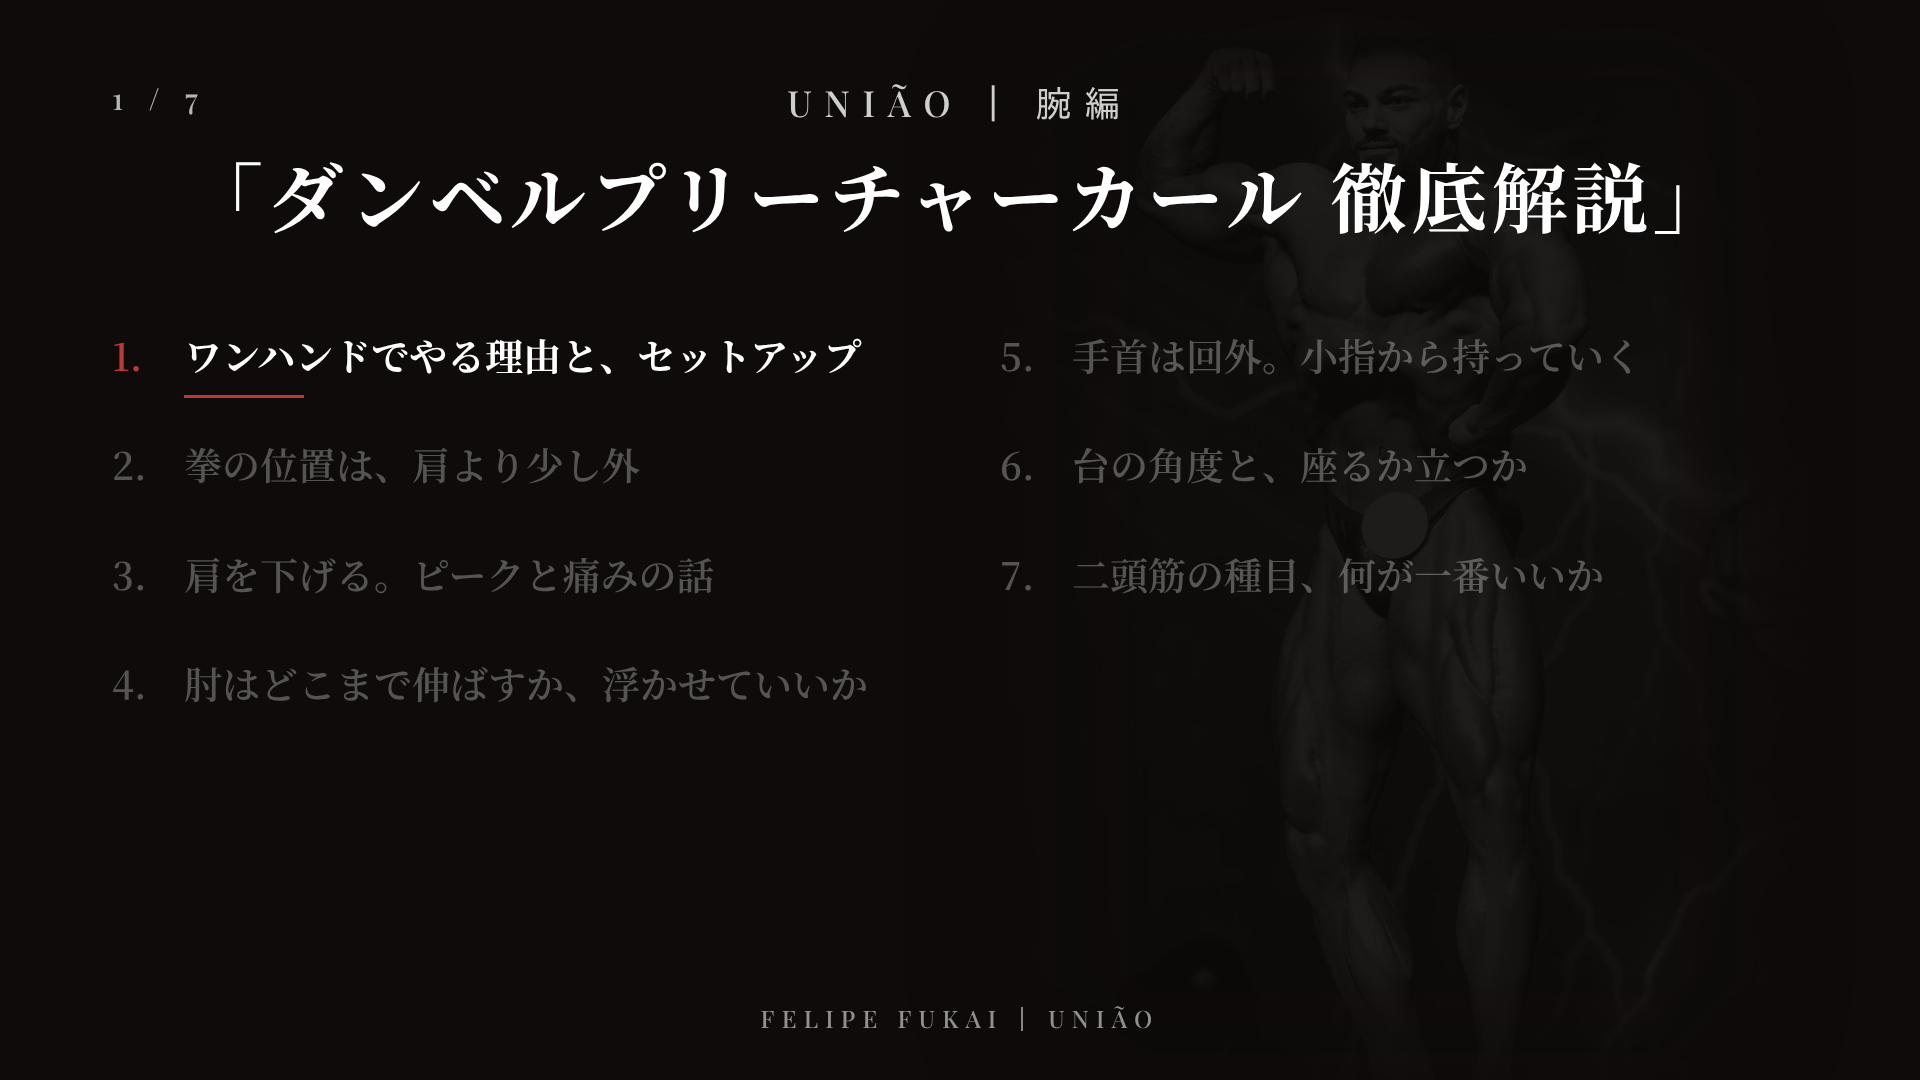 1 / 7
UNIÃO | 腕編
「ダンベルプリーチャーカール 徹底解説」
1. ワンハンドでやる理由と、セットアップ
2. 拳の位置は、肩より少し外
3. 肩を下げる。ピークと痛みの話
4. 肘はどこまで伸ばすか、浮かせていいか
5. 手首は回外。小指から持っていく
6. 台の角度と、座るか立つか
7. 二頭筋の種目、何が一番いいか
FELIPE FUKAI | UNIÃO